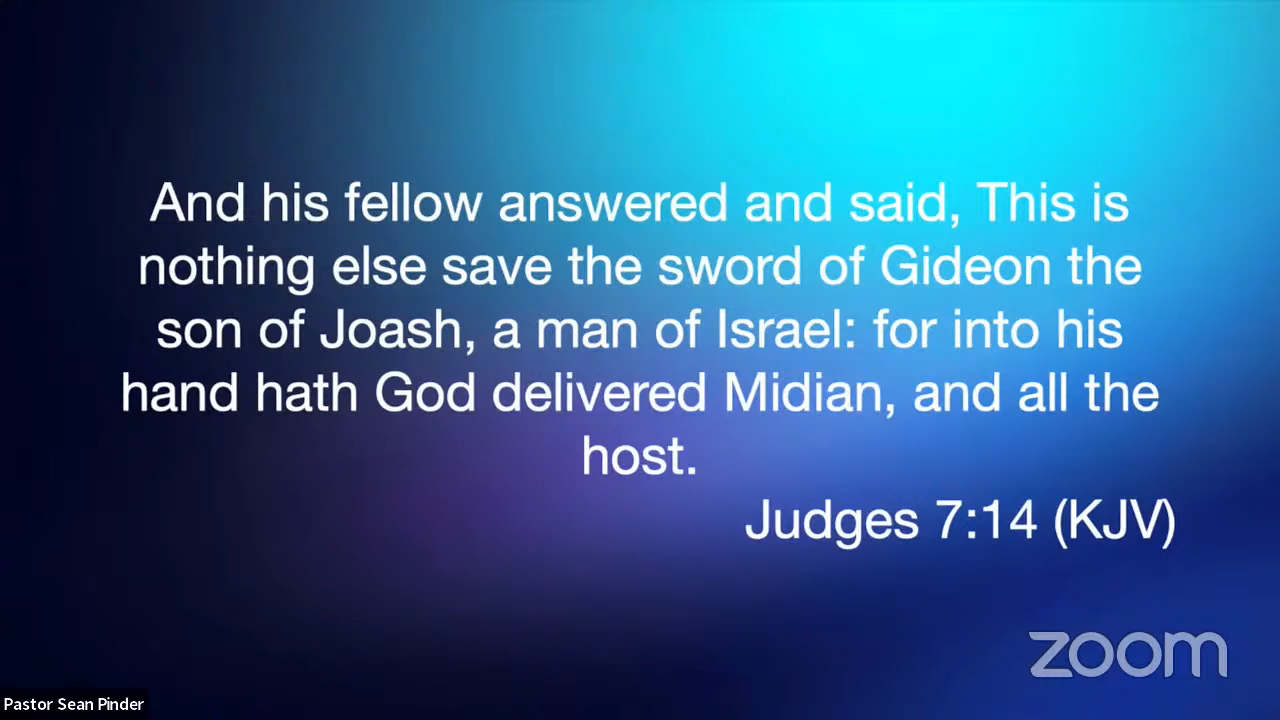 And his fellow answered and said, This is
nothing else save the sword of Gideon the
son of Joash, a man of Israel: for into his
hand hath God delivered Midian, and all the
host.
Judges 7:14 (KJV)
zoom
Pastor Sean Pinder